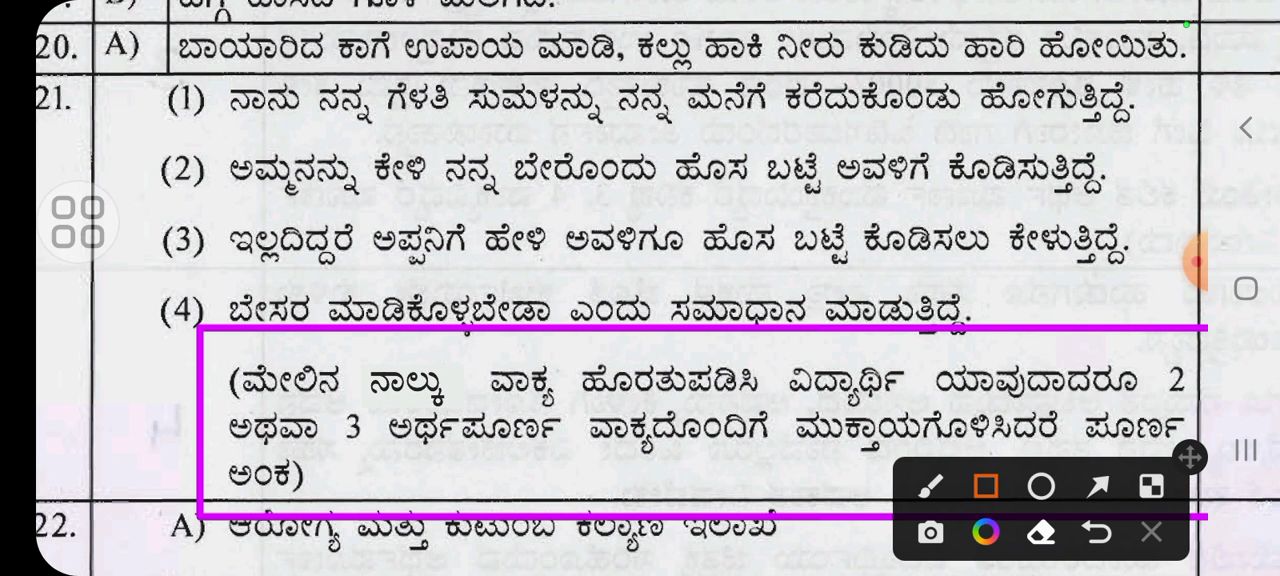 20. A) ಬಾಯಾರಿದ ಕಾಗೆ ಉಪಾಯ ಮಾಡಿ, ಕಲ್ಲು ಹಾಕಿ ನೀರು ಕುಡಿದು ಹಾರಿ ಹೋಯಿತು.
21. (1) ನಾನು ನನ್ನ ಗೆಳತಿ ಸುಮಳನ್ನು ನನ್ನ ಮನೆಗೆ ಕರೆದುಕೊಂಡು ಹೋಗುತ್ತಿದ್ದೆ.
(2) ಅಮ್ಮನನ್ನು ಕೇಳಿ ನನ್ನ ಬೇರೊಂದು ಹೊಸ ಬಟ್ಟೆ ಅವಳಿಗೆ ಕೊಡಿಸುತ್ತಿದ್ದೆ.
(3) ಇಲ್ಲದಿದ್ದರೆ ಅಪ್ಪನಿಗೆ ಹೇಳಿ ಅವಳಿಗೂ ಹೊಸ ಬಟ್ಟೆ ಕೊಡಿಸಲು ಕೇಳುತ್ತಿದ್ದೆ.
(4) ಬೇಸರ ಮಾಡಿಕೊಳ್ಳಬೇಡಾ ಎಂದು ಸಮಾಧಾನ ಮಾಡುತ್ತಿದ್ದೆ.
(ಮೇಲಿನ ನಾಲ್ಕು ವಾಕ್ಯ ಹೊರತುಪಡಿಸಿ ವಿದ್ಯಾರ್ಥಿ ಯಾವುದಾದರೂ 2
ಅಥವಾ 3 ಅರ್ಥಪೂರ್ಣ ವಾಕ್ಯದೊಂದಿಗೆ ಮುಕ್ತಾಯಗೊಳಿಸಿದರೆ ಪೂರ್ಣ
ಅಂಕ)
22. A) ಆರೋಗ್ಯ ಮತ್ತು ಕುಟುಂಬ ಕಲ್ಯಾಣ ಇಲಾಖೆ